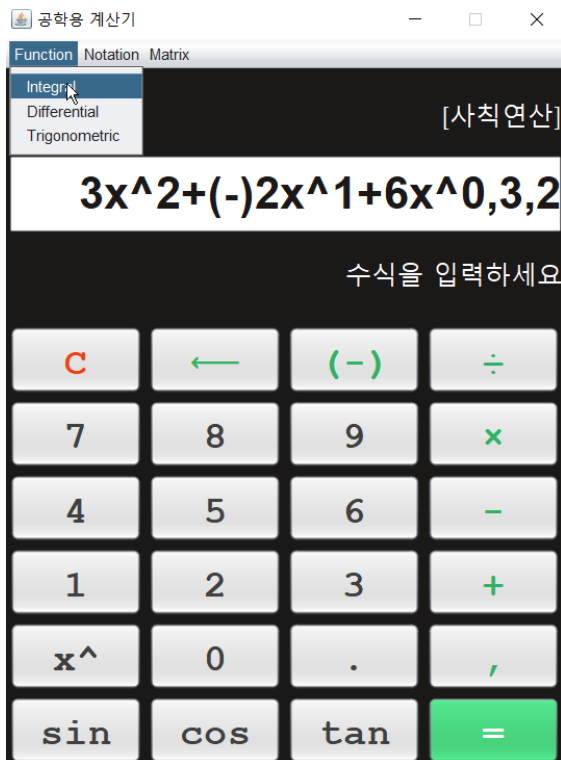 공학용 계산기
Function Notation Matrix
Integral
Differential
Trigonometric
[사칙연산]
3x^2+(-)2x^1+6x^0,3,2
수식을 입력하세요
C ← (-) ÷
7 8 9 ×
4 5 6 -
1 2 3 +
x^ 0 . ,
sin cos tan =